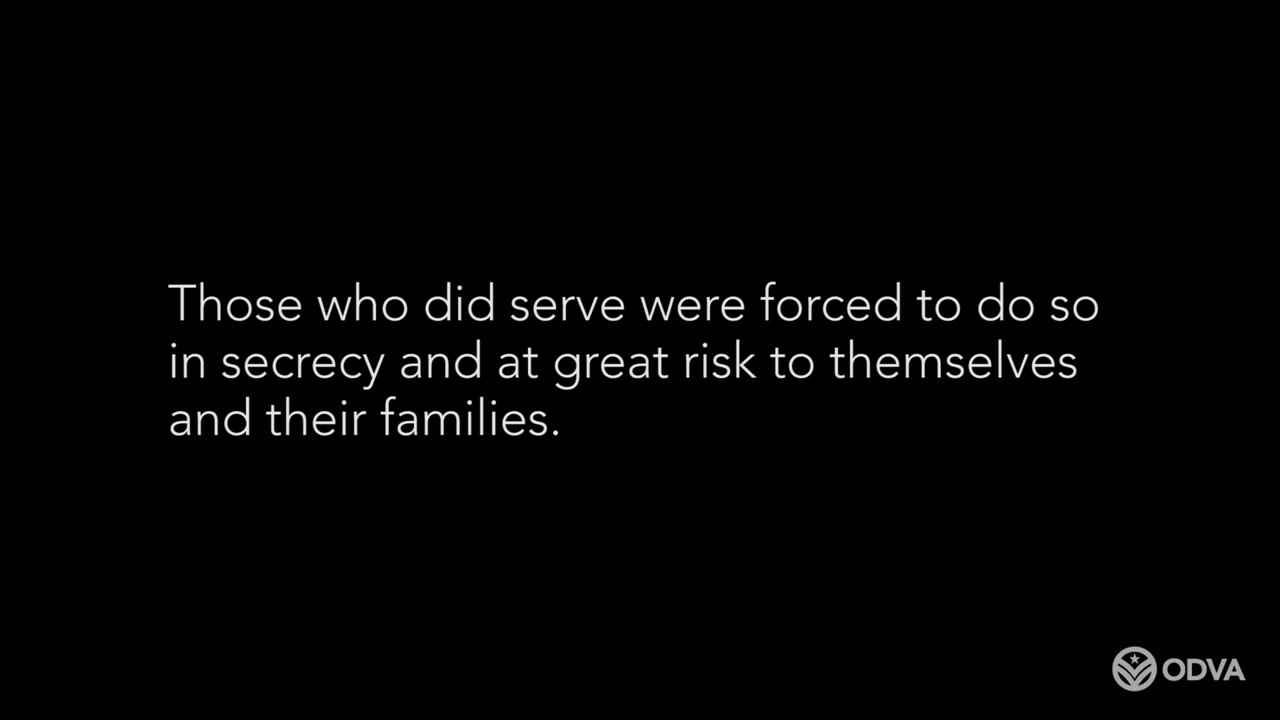 Those who did serve were forced to do so
in secrecy and at great risk to themselves
and their families.
ODVA